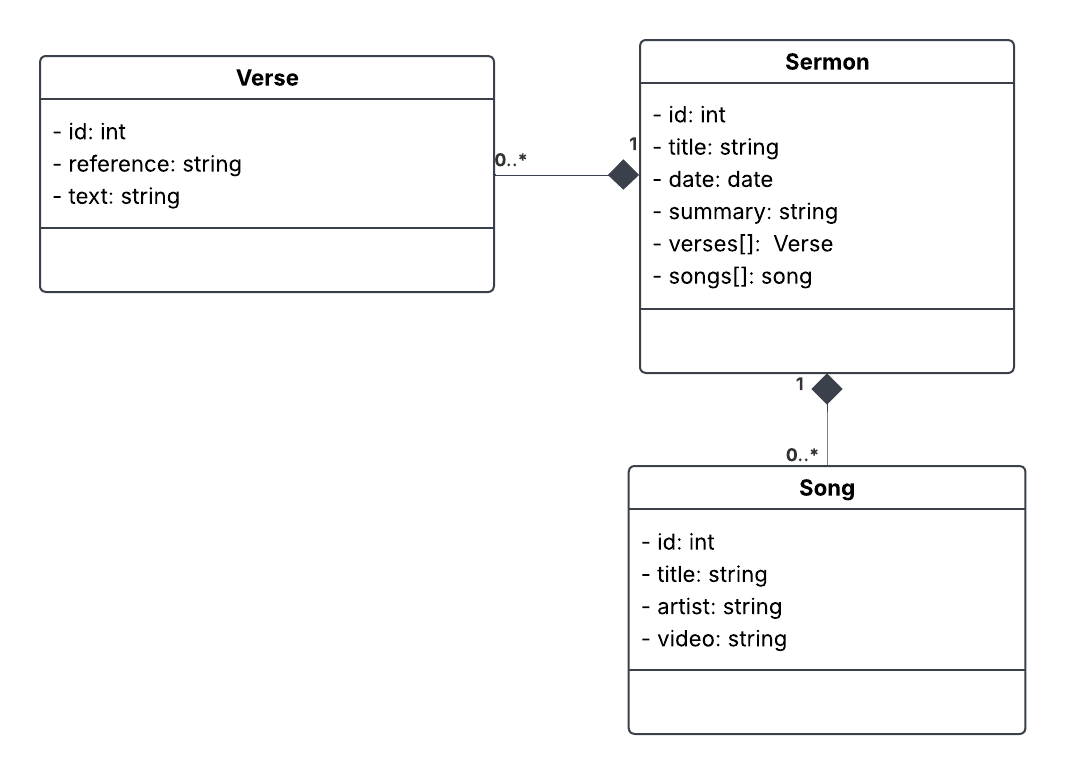 Verse
- id: int
- reference: string
- text: string
0..*
1
Sermon
- id: int
- title: string
- date: date
- summary: string
- verses[]:  Verse
- songs[]: song
1
0..*
Song
- id: int
- title: string
- artist: string
- video: string